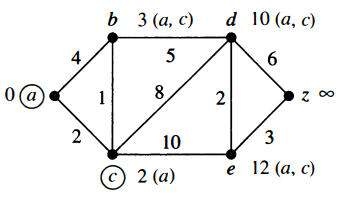 b 3 (a, c) d 10 (a, c)
4 5 6
0 a 1 8 2 z ∞
2 10 3
c 2 (a) e 12 (a, c)